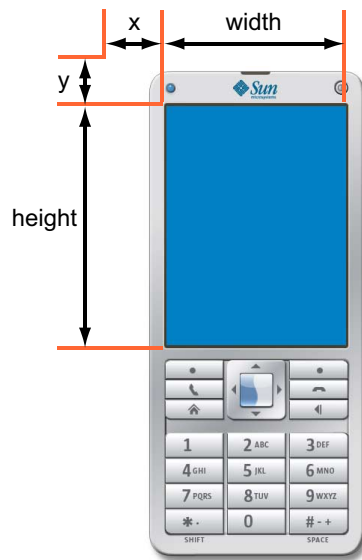 x
width
y
Sun
microsystems
height
1
2 ABC
3 DEF
4 GHI
5 JKL
6 MNO
7 PQRS
8 TUV
9 WXYZ
* .
0
# - +
SHIFT
SPACE